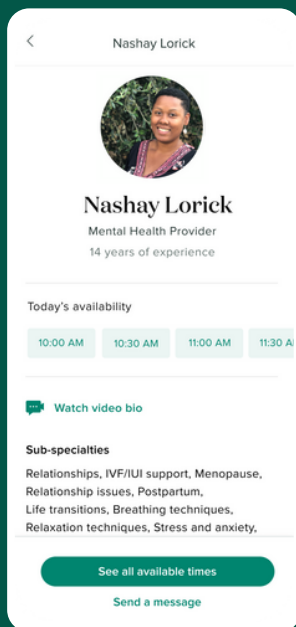 Nashay Lorick
Nashay Lorick
Mental Health Provider
14 years of experience
Today's availability
10:00 AM 10:30 AM 11:00 AM 11:30 A
Watch video bio
Sub-specialties
Relationships, IVF/IUI support, Menopause,
Relationship issues, Postpartum,
Life transitions, Breathing techniques,
Relaxation techniques, Stress and anxiety,
See all available times
Send a message